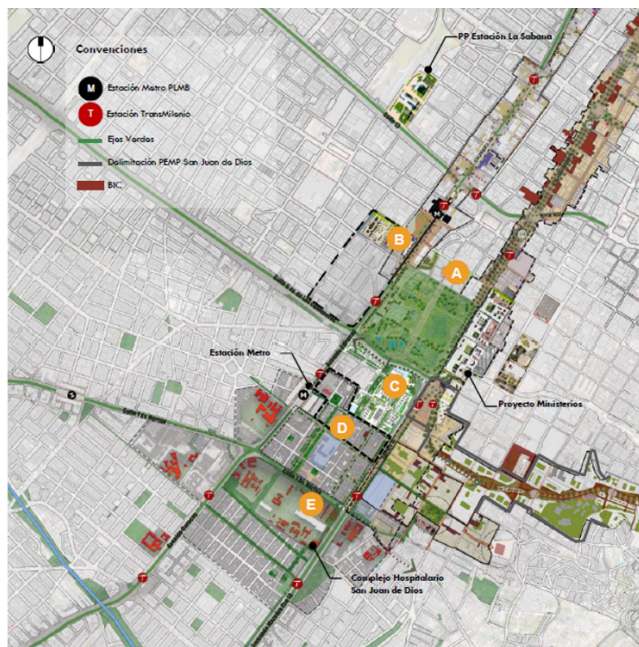 Convenciones
M Estación Metro PLMB
T Estación TransMilenio
Ejes Verdes
Delimitación PEMP San Juan de Dios
BIC
PP Estación La Sabana
T
T
T
M
B
A
T
T
Estación Metro
T
M
C
Proyecto Ministerios
T
T
D
E
T
T
Complejo Hospitalario
San Juan de Dios
T
T